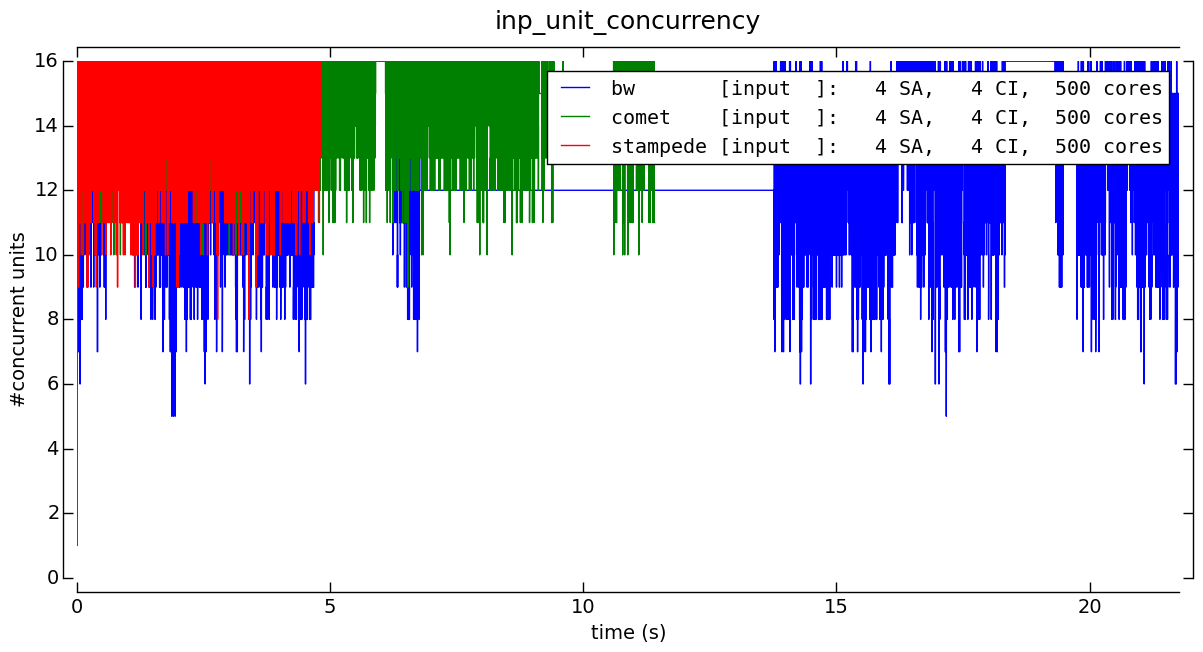 inp_unit_concurrency
16
14
12
10
8
6
4
2
0
#concurrent units
bw       [input  ]:   4 SA,   4 CI,  500 cores
comet    [input  ]:   4 SA,   4 CI,  500 cores
stampede [input  ]:   4 SA,   4 CI,  500 cores
0 5 10 15 20
time (s)